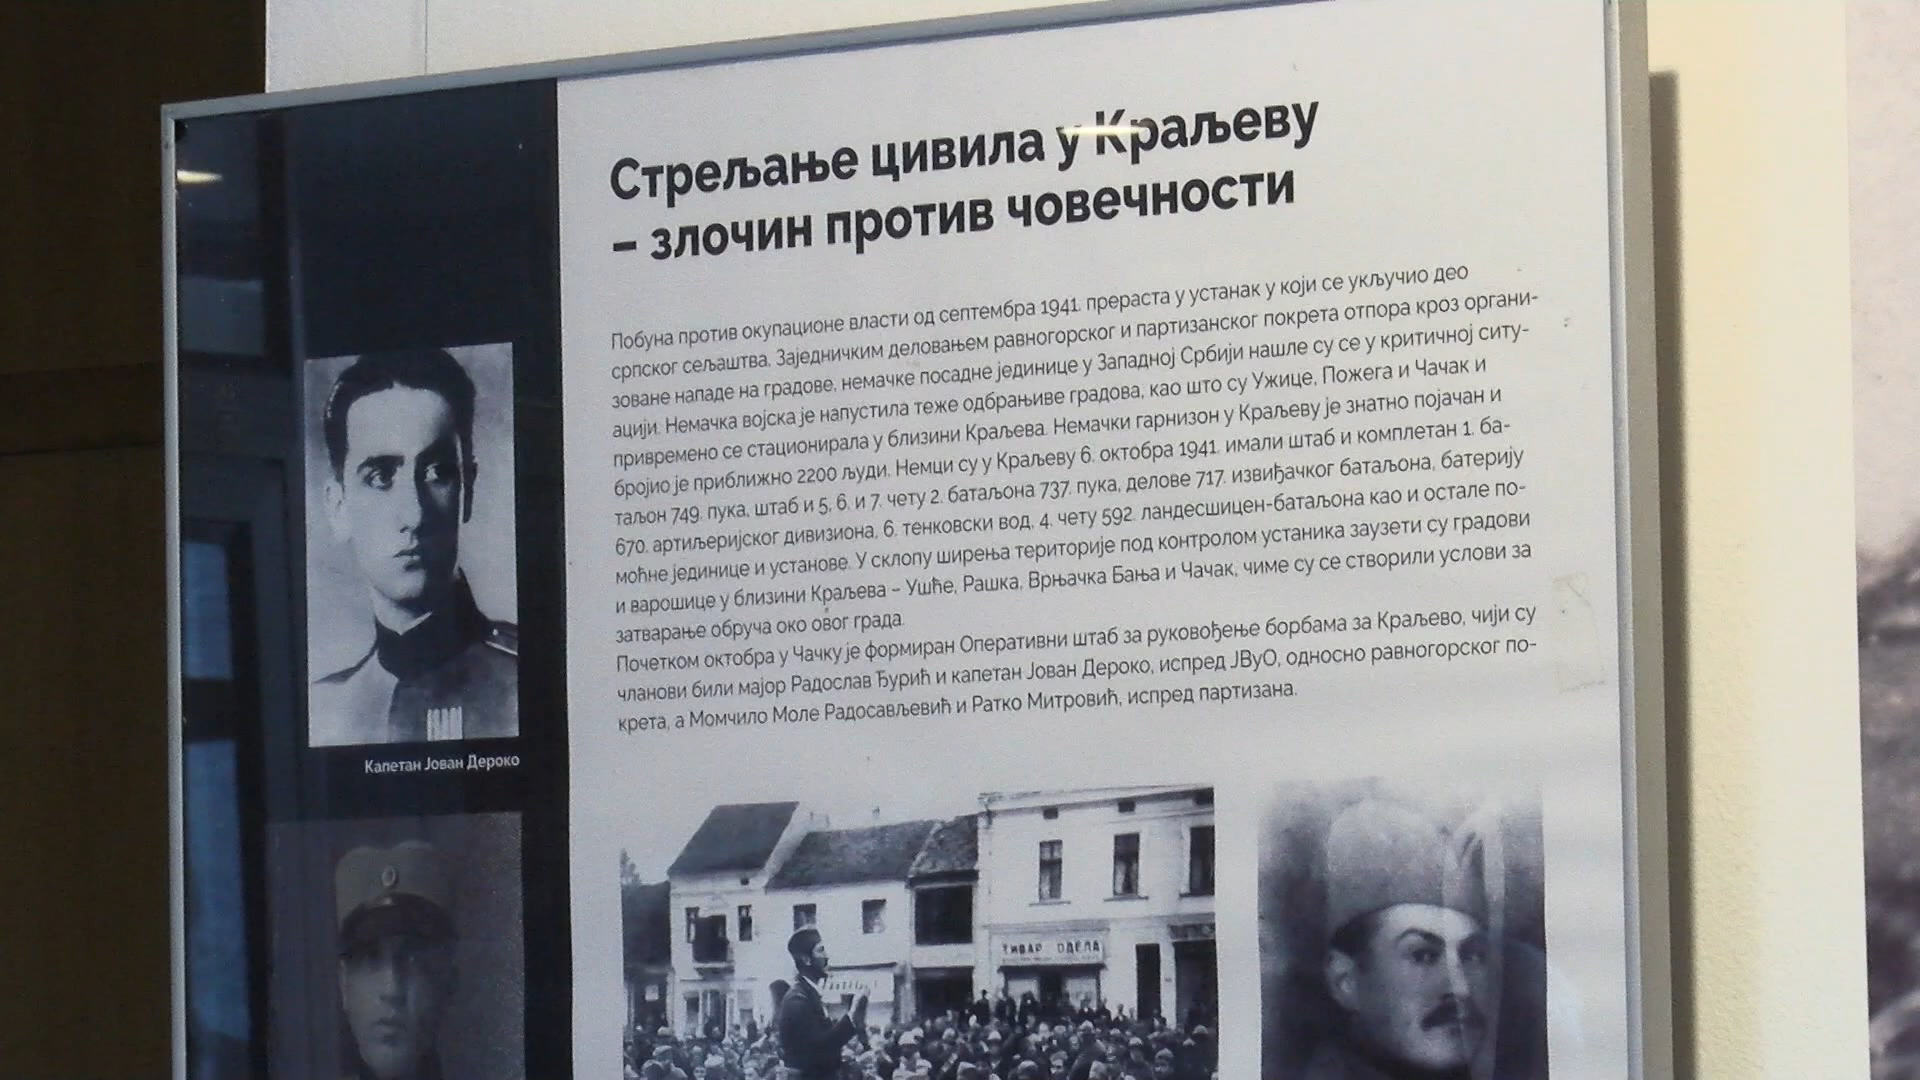 Стрељање цивила у Краљеву
– злочин против човечности
Побуна против окупационе власти од септембра 1941. прераста у устанак у који се укључио део
српског сељаштва. Заједничким деловањем равногорског и партизанског покрета отпора кроз органи-
зоване нападе на градове, немачке посадне јединице у Западној Србији нашле су се у критичној ситу-
ацији. Немачка војска је напустила теже одбрањиве градова, као што су Ужице, Пожега и Чачак и
привремено се стационирала у близини Краљева. Немачки гарнизон у Краљеву је знатно појачан и
бројио је приближно 2200 људи. Немци су у Краљеву 6. октобра 1941. имали штаб и комплетан 1. ба-
таљон 749. пука, штаб и 5, 6. и 7. чету 2. батаљона 737. пука, делове 717. извиђачког батаљона, батерију
670. артиљеријског дивизиона, 6. тенковски вод, 4. чету 592. ландесшицен-батаљона као и остале по-
моћне јединице и установе. У склопу ширења територије под контролом устаника заузети су градови
и варошице у близини Краљева – Ушће, Рашка, Врњачка Бања и Чачак, чиме су се створили услови за
затварање обруча око овог града.
Почетком октобра у Чачку је формиран Оперативни штаб за руковођење борбама за Краљево, чији су
чланови били мајор Радослав Ђурић и капетан Јован Дероко, испред ЈВуО, односно равногорског по-
крета, а Момчило Моле Радосављевић и Ратко Митровић, испред партизана.
Капетан Јован Дероко
ТИВАР ОДЕЛА